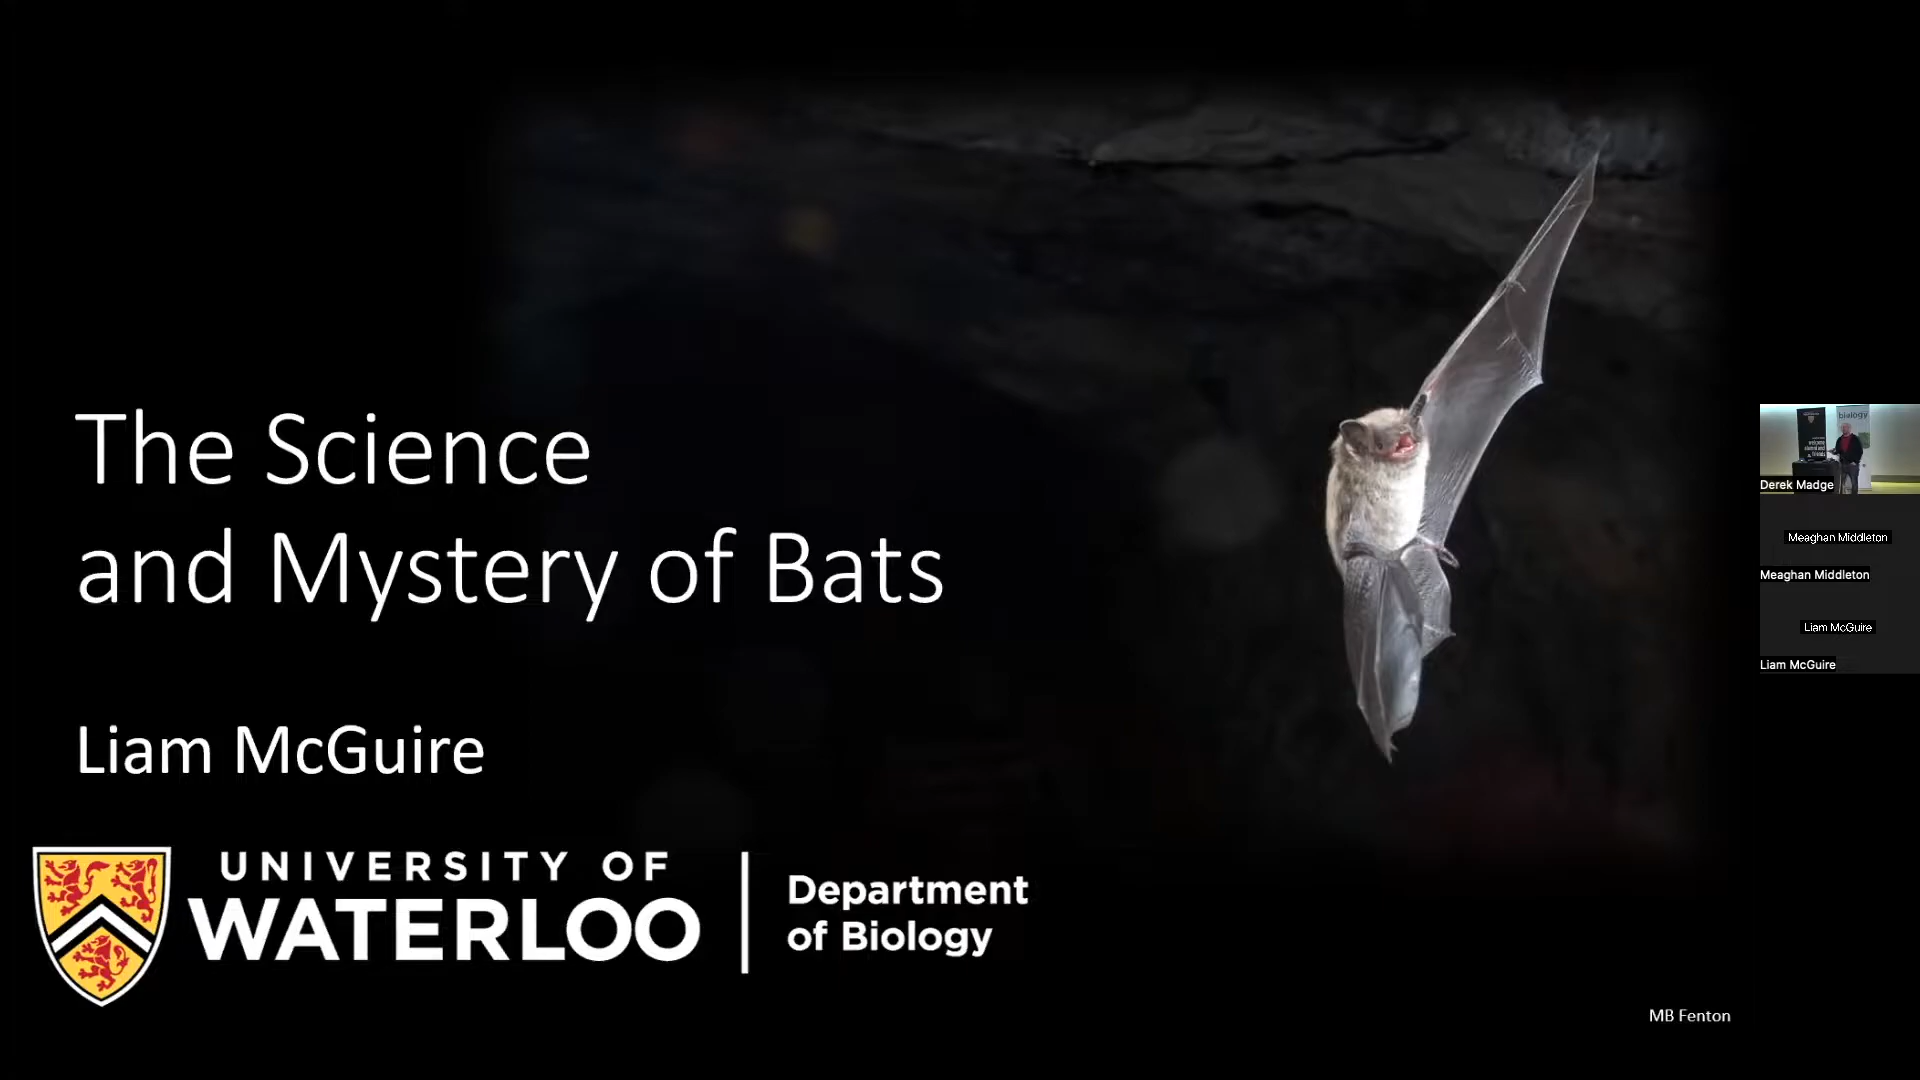 The Science
and Mystery of Bats
Liam McGuire
UNIVERSITY OF
WATERLOO
Department
of Biology
MB Fenton
biology
Derek Madge
Meaghan Middleton
Meaghan Middleton
Liam McGuire
Liam McGuire